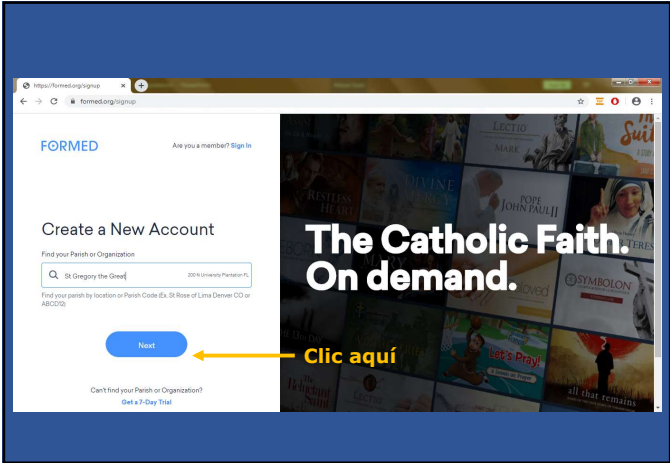 https://formed.org/signup
formed.org/signup
FORMED
Are you a member? Sign In
Create a New Account
Find your Parish or Organization
St Gregory the Great
200 N University Plantation FL
Find your parish by location or Parish Code (Ex. St Rose of Lima Denver CO or
ABCD12)
Next
Can't find your Parish or Organization?
Get a 7-Day Trial
The Catholic Faith.
On demand.
Clic aquí
LECTIO
MARK
DIVINE
MERCY
RESTLESS
HEART
POPE
JOHN PAUL II
SYMBOLON
Let's Pray!
The
Reluctant
Saint
LECTIO
all that remains